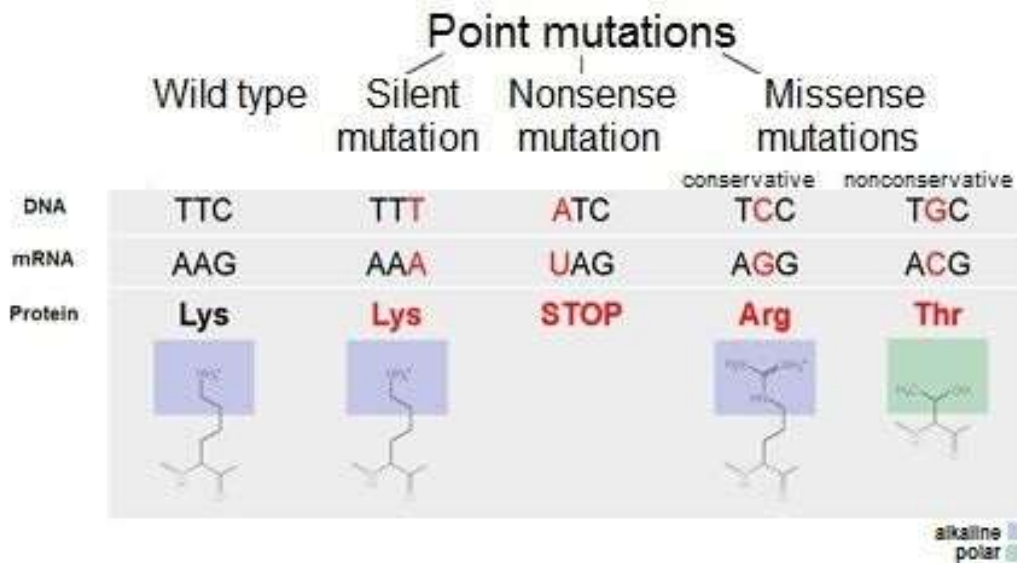 Point mutations
Wild type Silent mutation Nonsense mutation Missense mutations
conservative nonconservative
DNA TTC TTT ATC TCC TGC
mRNA AAG AAA UAG AGG ACG
Protein Lys Lys STOP Arg Thr
alkaline
polar